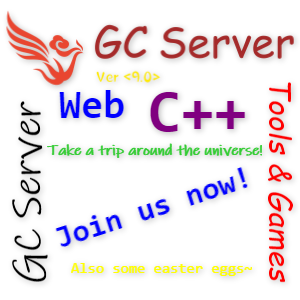 GC Server
Ver <9.0>
Web C++
Take a trip around the universe!
GC Server
Tools & Games
Join us now!
Also some easter eggs~